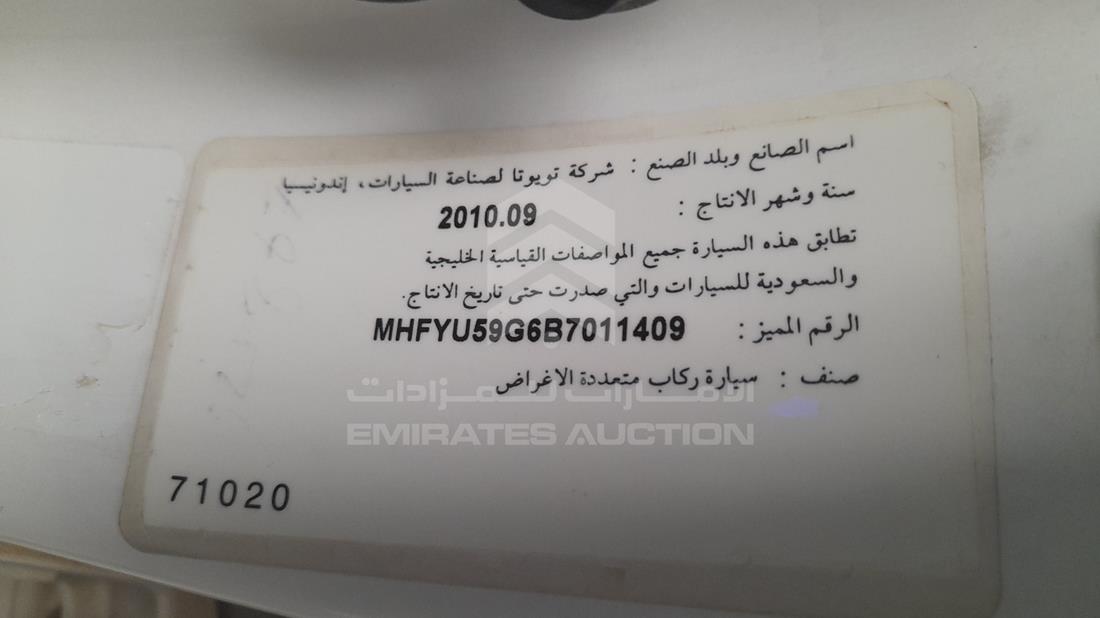 اسم الصانع وبلد الصنع : شركة تويوتا لصناعة السيارات، إندونيسيا
سنة وشهر الانتاج : 2010.09
تطابق هذه السيارة جميع المواصفات القياسية الخليجية
والسعودية للسيارات والتي صدرت حتى تاريخ الانتاج.
الرقم المميز : MHFYU59G6B7011409
صنف : سيارة ركاب متعددة الاغراض
الامارات للمزادات
EMIRATES AUCTION
71020